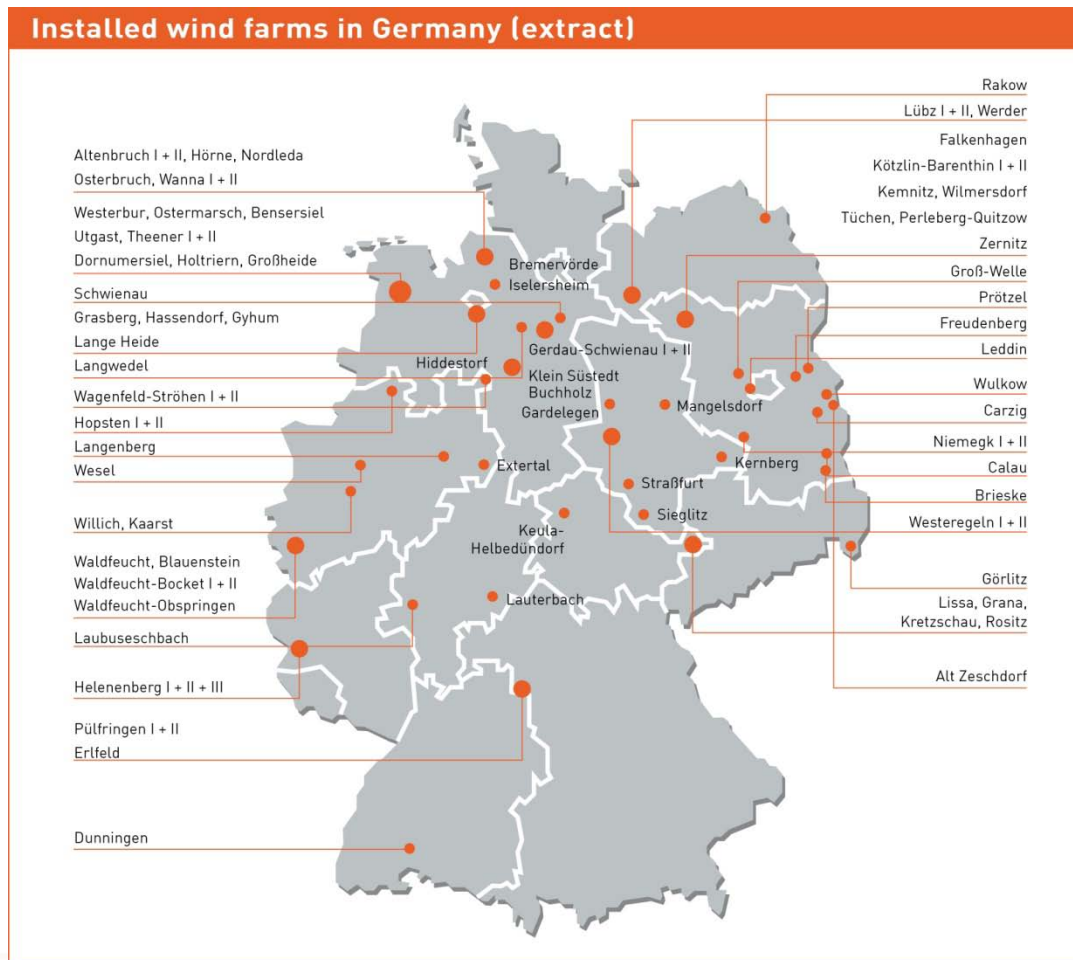 Installed wind farms in Germany (extract)
Altenbruch I + II, Hörne, Nordleda
Osterbruch, Wanna I + II
Westerbur, Ostermarsch, Bensersiel
Utgast, Theener I + II
Dornumersiel, Holtriern, Großheide
Schwienau
Grasberg, Hassendorf, Gyhum
Lange Heide
Langwedel
Wagenfeld-Ströhen I + II
Hopsten I + II
Langenberg
Wesel
Willich, Kaarst
Waldfeucht, Blauenstein
Waldfeucht-Bocket I + II
Waldfeucht-Obspringen
Laubuseschbach
Helenenberg I + II + III
Pülfringen I + II
Erlfeld
Dunningen
Bremervörde
Iselersheim
Gerdau-Schwienau I + II
Hiddestorf
Klein Süstedt
Buchholz
Gardelegen
Mangelsdorf
Extertal
Kernberg
Straßfurt
Sieglitz
Keula-
Helbedündorf
Lauterbach
Rakow
Lübz I + II, Werder
Falkenhagen
Kötzlin-Barenthin I + II
Kemnitz, Wilmersdorf
Tüchen, Perleberg-Quitzow
Zernitz
Groß-Welle
Prötzel
Freudenberg
Leddin
Wulkow
Carzig
Niemegk I + II
Calau
Brieske
Westeregeln I + II
Görlitz
Lissa, Grana,
Kretzschau, Rositz
Alt Zeschdorf